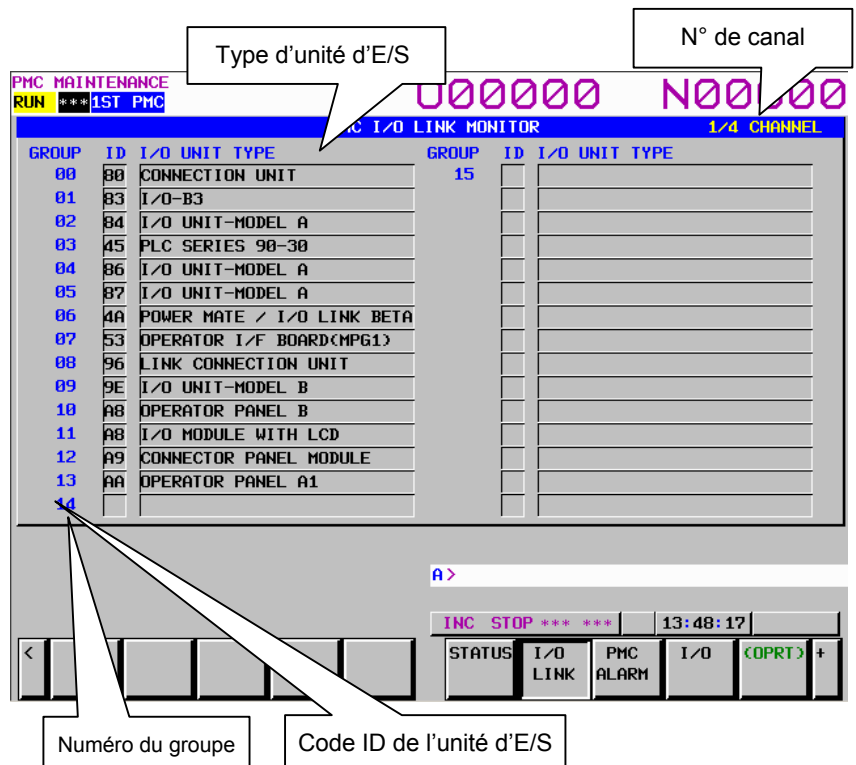 Type d'unité d'E/S
N° de canal
PMC MAINTENANCE
RUN *** 1ST PMC
O00000 N00000
I/O LINK MONITOR 1/4 CHANNEL
GROUP ID I/O UNIT TYPE GROUP ID I/O UNIT TYPE
00 80 CONNECTION UNIT 15
01 83 I/O-B3
02 84 I/O UNIT-MODEL A
03 45 PLC SERIES 90-30
04 86 I/O UNIT-MODEL A
05 87 I/O UNIT-MODEL A
06 4A POWER MATE / I/O LINK BETA
07 53 OPERATOR I/F BOARD(MPG1)
08 96 LINK CONNECTION UNIT
09 9E I/O UNIT-MODEL B
10 A8 OPERATOR PANEL B
11 A8 I/O MODULE WITH LCD
12 A9 CONNECTOR PANEL MODULE
13 AA OPERATOR PANEL A1
14
A>
INC STOP *** *** 13:48:17
< STATUS I/O LINK PMC ALARM I/O (OPRT) +
Numéro du groupe
Code ID de l'unité d'E/S